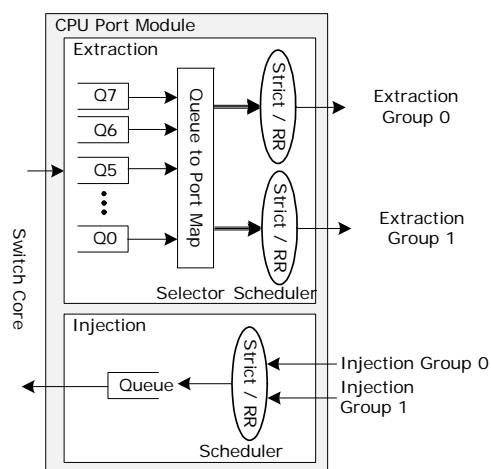 CPU Port Module
Extraction
Q7
Q6
Q5
Q0
Queue to Port Map
Strict / RR
Strict / RR
Extraction
Group 0
Extraction
Group 1
Selector Scheduler
Switch Core
Injection
Queue
Strict / RR
Scheduler
Injection Group 0
Injection
Group 1